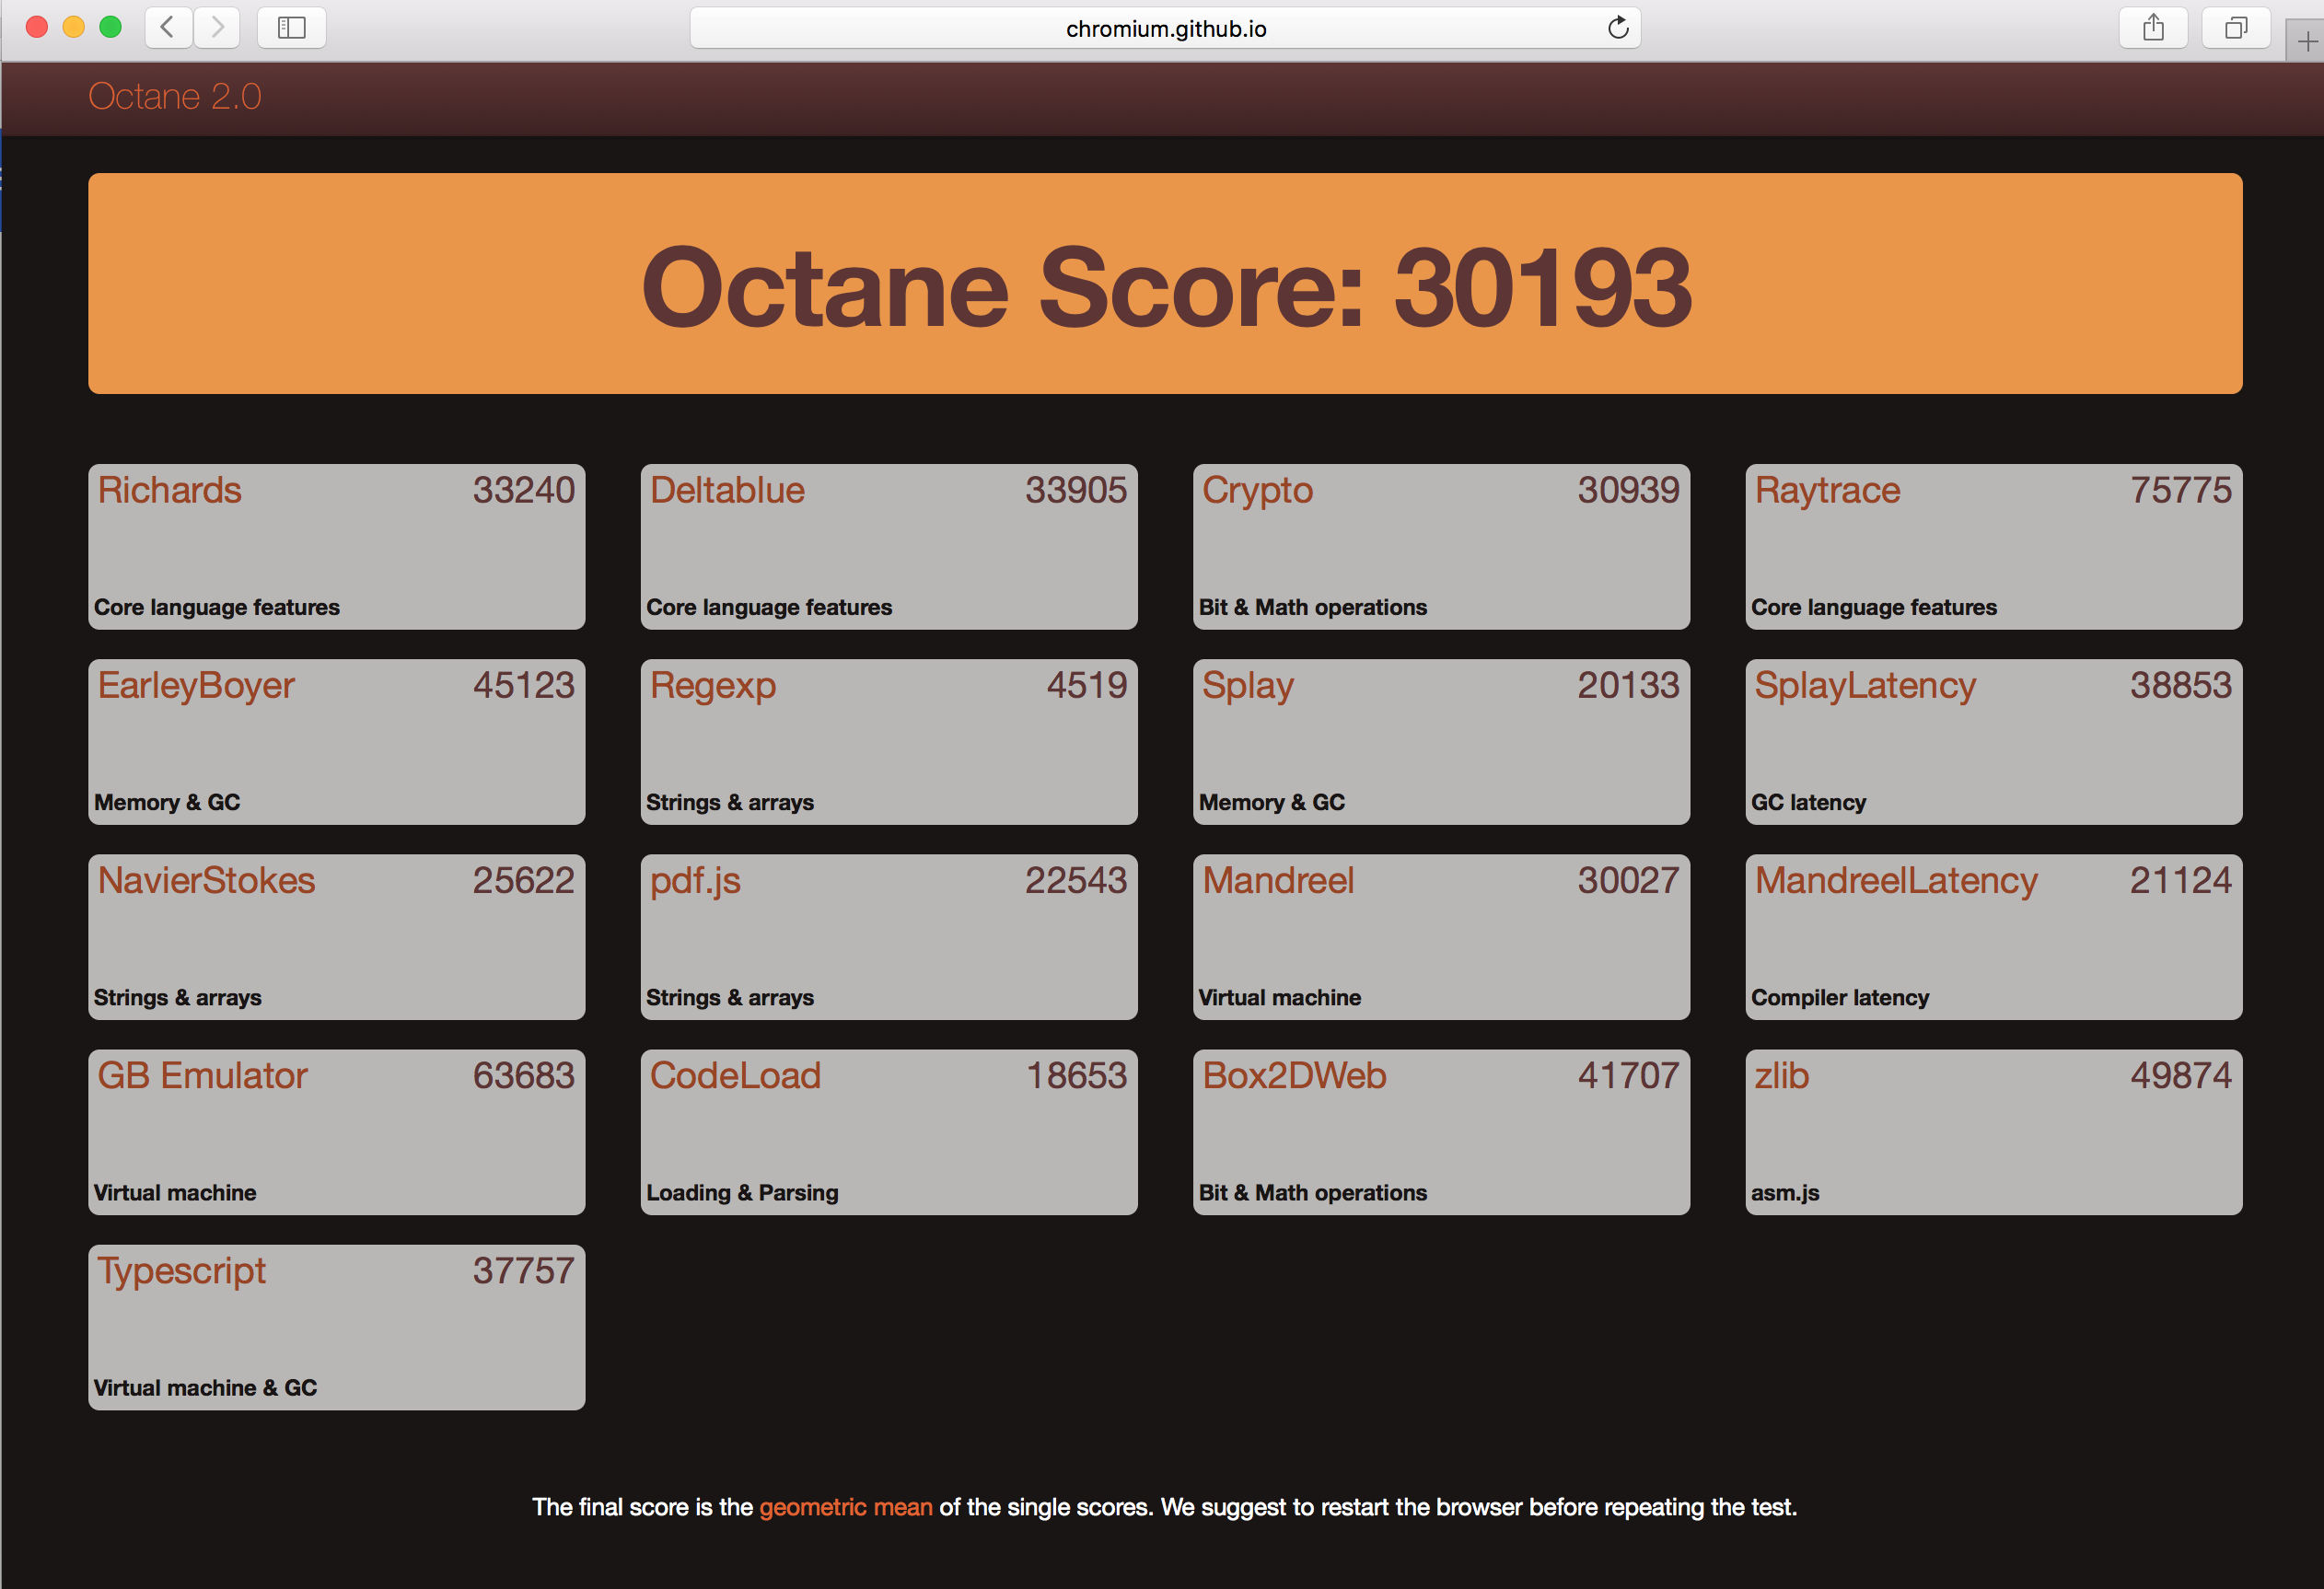 chromium.github.io
Octane 2.0
Octane Score: 30193
Richards 33240
Core language features
Deltablue 33905
Core language features
Crypto 30939
Bit & Math operations
Raytrace 75775
Core language features
EarleyBoyer 45123
Memory & GC
Regexp 4519
Strings & arrays
Splay 20133
Memory & GC
SplayLatency 38853
GC latency
NavierStokes 25622
Strings & arrays
pdf.js 22543
Strings & arrays
Mandreel 30027
Virtual machine
MandreelLatency 21124
Compiler latency
GB Emulator 63683
Virtual machine
CodeLoad 18653
Loading & Parsing
Box2DWeb 41707
Bit & Math operations
zlib 49874
asm.js
Typescript 37757
Virtual machine & GC
The final score is the geometric mean of the single scores. We suggest to restart the browser before repeating the test.